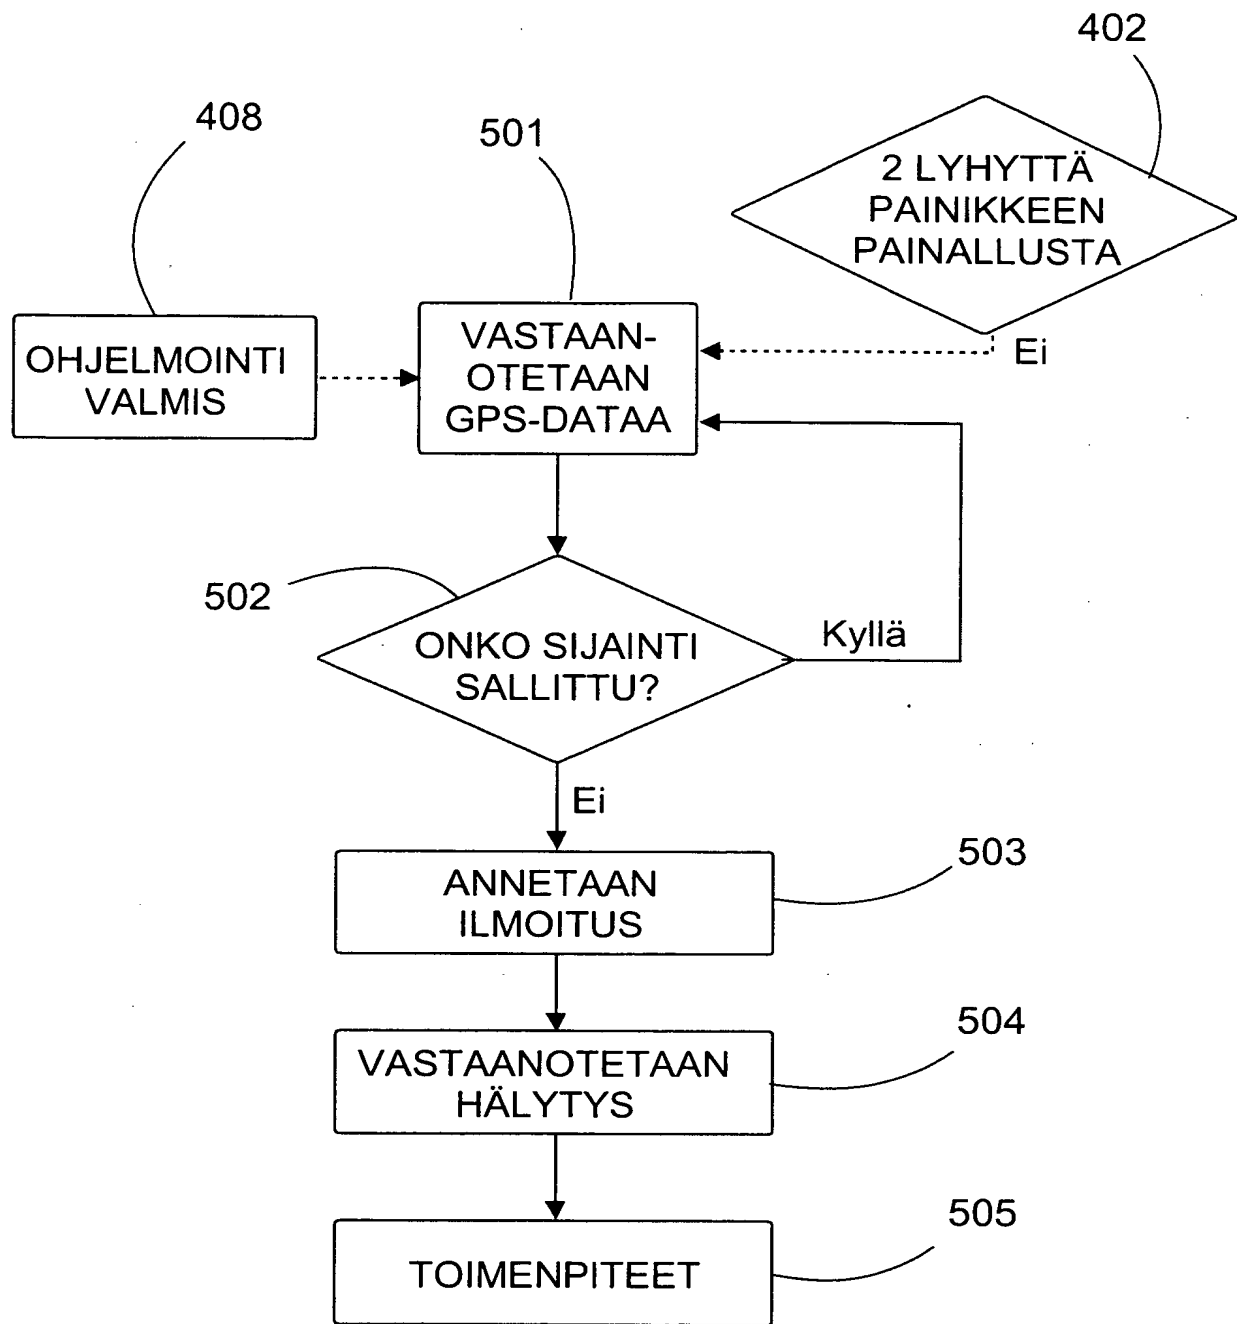 402
408
501
2 LYHYTTÄ
PAINIKKEEN
PAINALLUSTA
VASTAAN-
OTETAAN
GPS-DATAA
Ei
OHJELMOINTI
VALMIS
502
ONKO SIJAINTI
SALLITTU?
Kyllä
Ei
503
ANNETAAN
ILMOITUS
504
VASTAANOTETAAN
HÄLYTYS
505
TOIMENPITEET